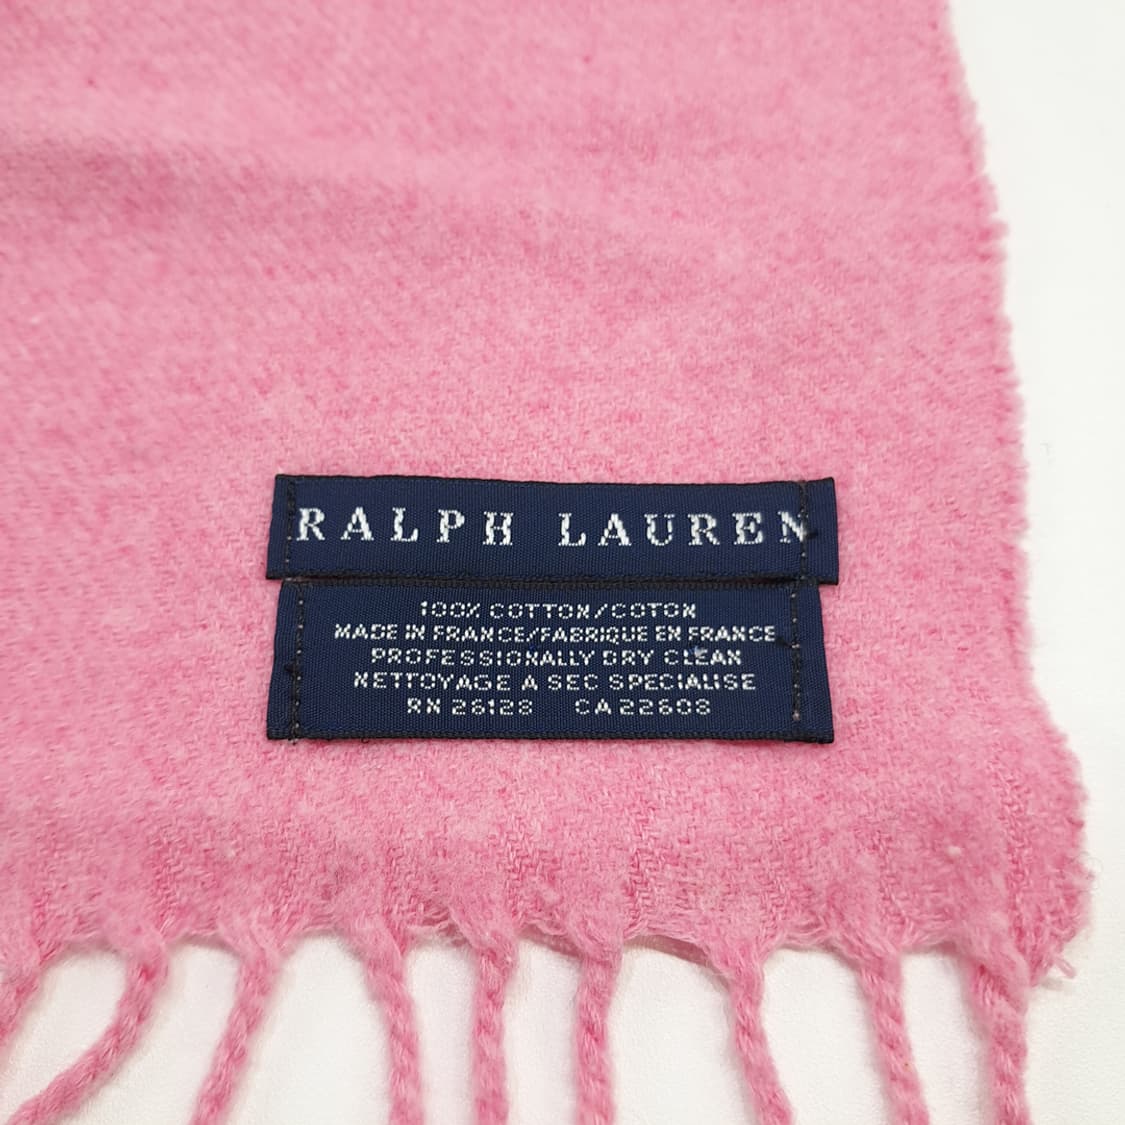 RALPH LAUREN
100% COTTON/COTON
MADE IN FRANCE/FABRIQUE EN FRANCE
PROFESSIONALLY DRY CLEAN
NETTOYAGE A SEC SPECIALISE
RN 26128 CA 22608